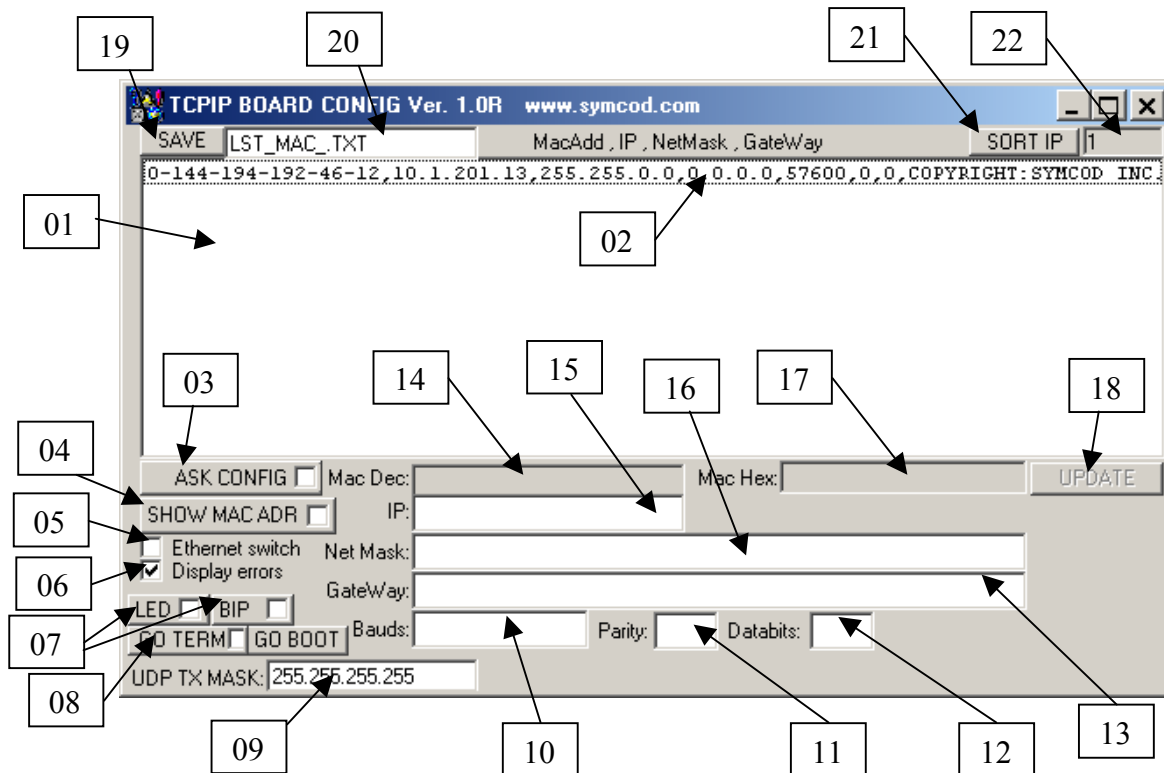 19 20 21 22
TCPIP BOARD CONFIG Ver. 1.0R www.symcod.com
SAVE LST_MAC_.TXT MacAdd , IP , NetMask , GateWay SORT IP 1
0-144-194-192-46-12,10.1.201.13,255.255.0.0,0 0.0.0,57600,0,0,COPYRIGHT:SYMCOD INC.
01 02
03 14 15 16 17 18
04 ASK CONFIG Mac Dec: Mac Hex: UPDATE
SHOW MAC ADR IP:
05 Ethernet switch Net Mask:
06 Display errors
GateWay:
07 LED BIP
GO TERM GO BOOT Bauds: Parity: Databits:
08 UDP TX MASK: 255.255.255.255
09 10 11 12 13